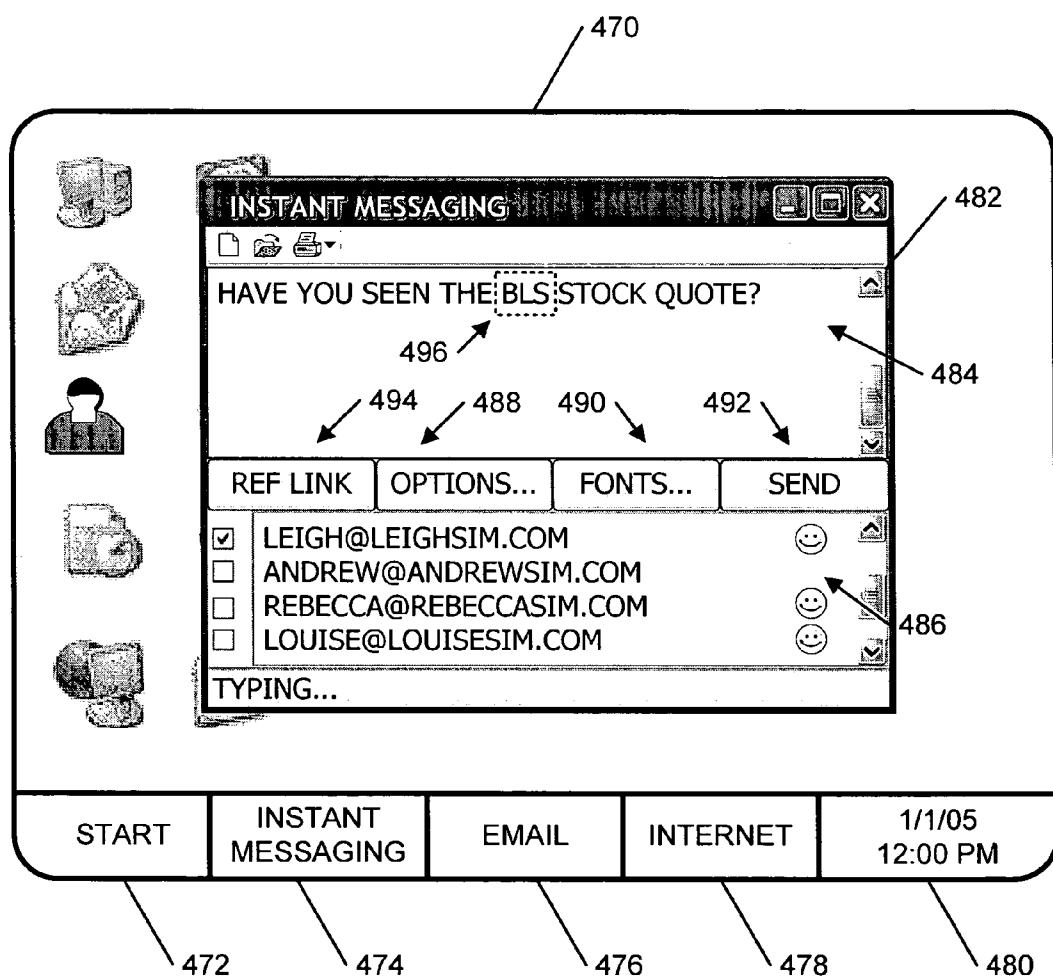 470
INSTANT MESSAGING
482
HAVE YOU SEEN THE BLS STOCK QUOTE?
496
484
494
488
490
492
REF LINK
OPTIONS...
FONTS...
SEND
LEIGH@LEIGHSIM.COM
ANDREW@ANDREWSIM.COM
REBECCA@REBECCASIM.COM
486
LOUISE@LOUISESIM.COM
TYPING...
START
INSTANT
MESSAGING
EMAIL
INTERNET
1/1/05
12:00 PM
472
474
476
478
480